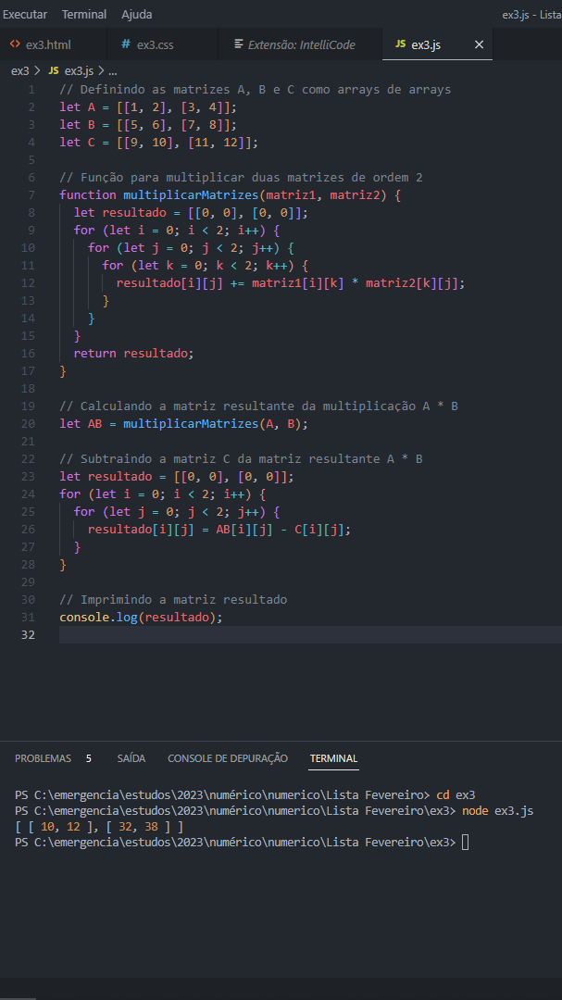 Executar Terminal Ajuda ex3.js - Lista
ex3.html ex3.css Extensão: IntelliCode JS ex3.js
ex3 > JS ex3.js > ...
1 // Definindo as matrizes A, B e C como arrays de arrays
2 let A = [[1, 2], [3, 4]];
3 let B = [[5, 6], [7, 8]];
4 let C = [[9, 10], [11, 12]];
5
6 // Função para multiplicar duas matrizes de ordem 2
7 function multiplicarMatrizes(matriz1, matriz2) {
8 let resultado = [[0, 0], [0, 0]];
9 for (let i = 0; i < 2; i++) {
10 for (let j = 0; j < 2; j++) {
11 for (let k = 0; k < 2; k++) {
12 resultado[i][j] += matriz1[i][k] * matriz2[k][j];
13 }
14 }
15 }
16 return resultado;
17 }
18
19 // Calculando a matriz resultante da multiplicação A * B
20 let AB = multiplicarMatrizes(A, B);
21
22 // Subtraindo a matriz C da matriz resultante A * B
23 let resultado = [[0, 0], [0, 0]];
24 for (let i = 0; i < 2; i++) {
25 for (let j = 0; j < 2; j++) {
26 resultado[i][j] = AB[i][j] - C[i][j];
27 }
28 }
29
30 // Imprimindo a matriz resultado
31 console.log(resultado);
32
PROBLEMAS 5 SAÍDA CONSOLE DE DEPURAÇÃO TERMINAL
PS C:\emergencia\estudos\2023\numérico\numerico\Lista Fevereiro> cd ex3
PS C:\emergencia\estudos\2023\numérico\numerico\Lista Fevereiro\ex3> node ex3.js
[ [ 10, 12 ], [ 32, 38 ] ]
PS C:\emergencia\estudos\2023\numérico\numerico\Lista Fevereiro\ex3>